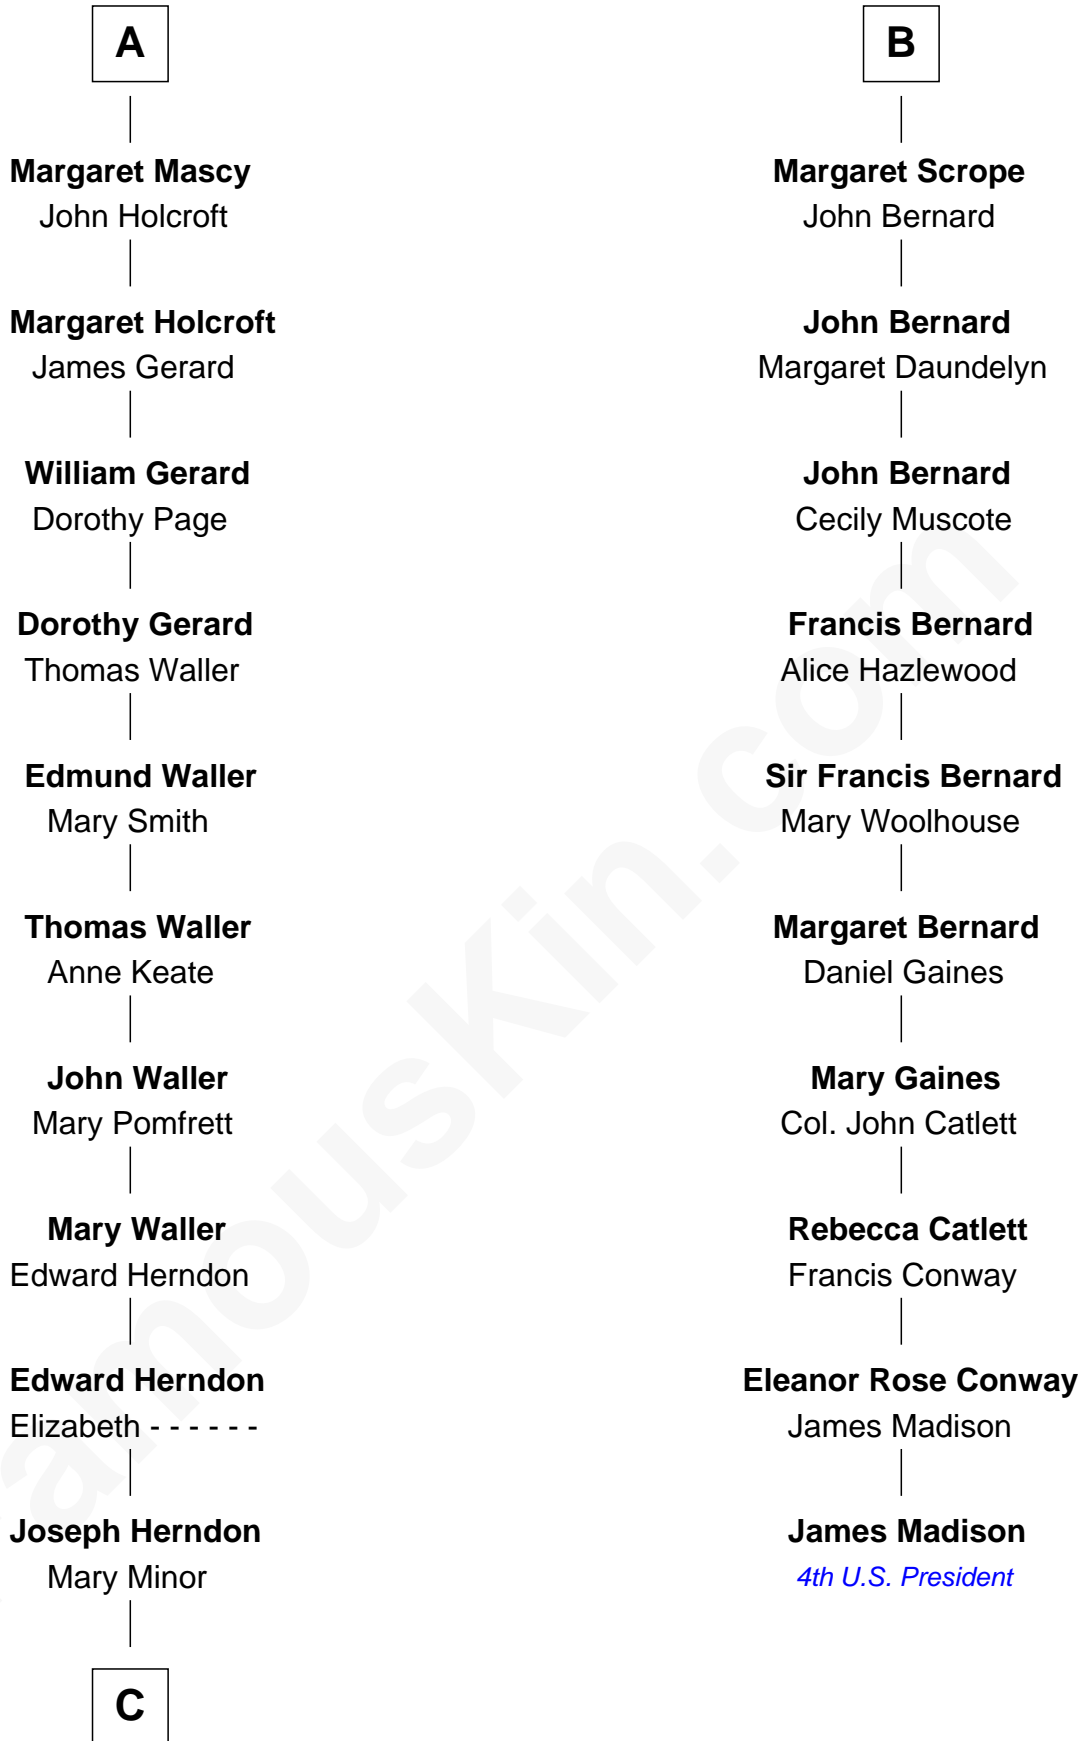 A
Margaret Mascy
John Holcroft
Margaret Holcroft
James Gerard
William Gerard
Dorothy Page
Dorothy Gerard
Thomas Waller
Edmund Waller
Mary Smith
Thomas Waller
Anne Keate
John Waller
Mary Pomfrett
Mary Waller
Edward Herndon
Edward Herndon
Elizabeth - - - - - -
Joseph Herndon
Mary Minor
C
B
Margaret Scrope
John Bernard
John Bernard
Margaret Daundelyn
John Bernard
Cecily Muscote
Francis Bernard
Alice Hazlewood
Sir Francis Bernard
Mary Woolhouse
Margaret Bernard
Daniel Gaines
Mary Gaines
Col. John Catlett
Rebecca Catlett
Francis Conway
Eleanor Rose Conway
James Madison
James Madison
4th U.S. President
amouskin.com